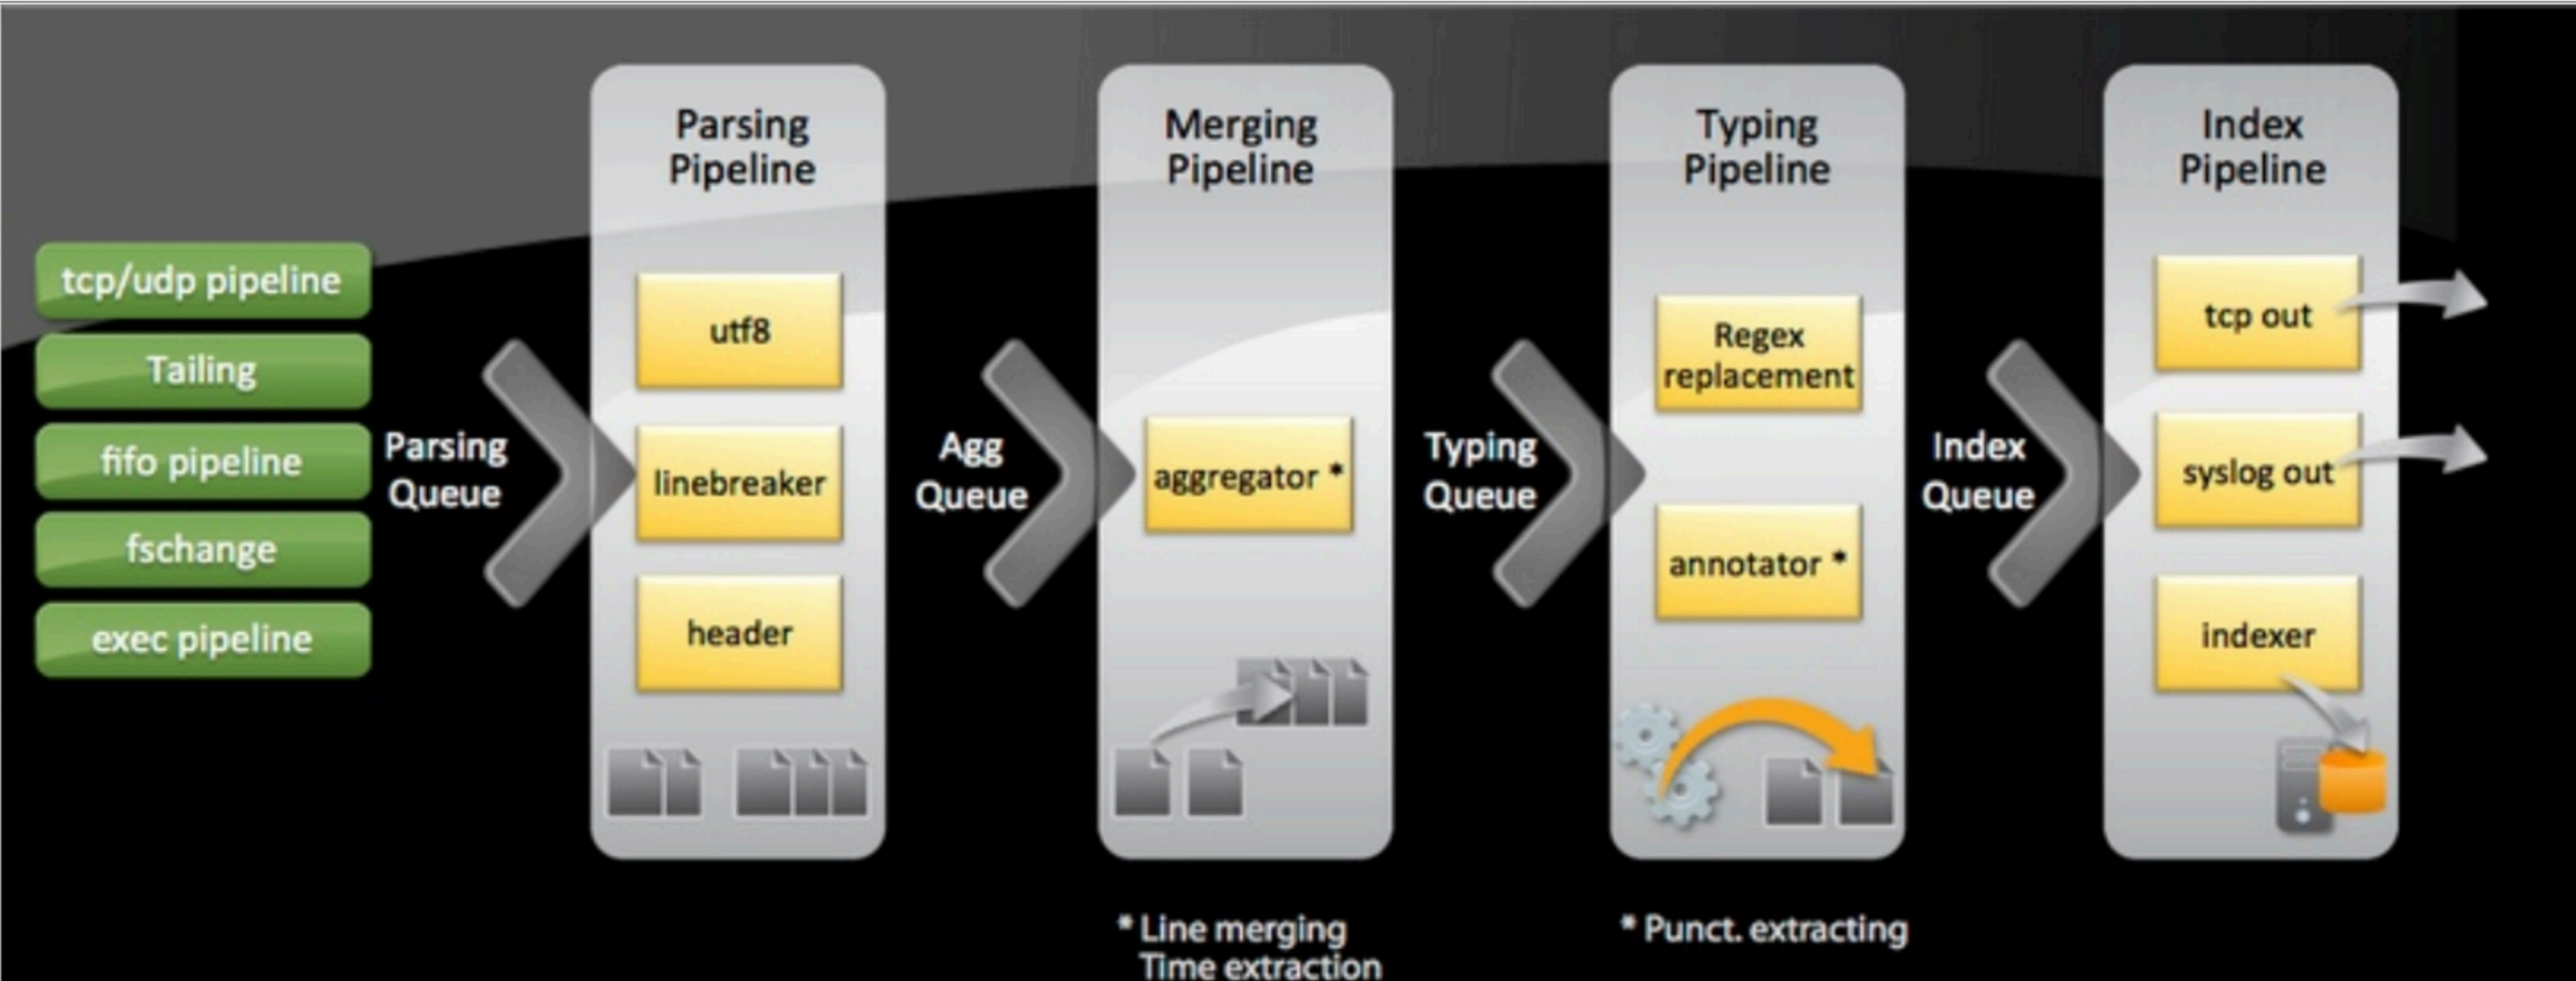 tcp/udp pipeline
Tailing
fifo pipeline
fschange
exec pipeline
Parsing
Queue
Parsing
Pipeline
utf8
linebreaker
header
Agg
Queue
Merging
Pipeline
aggregator *
* Line merging
Time extraction
Typing
Queue
Typing
Pipeline
Regex
replacement
annotator *
* Punct. extracting
Index
Queue
Index
Pipeline
tcp out
syslog out
indexer